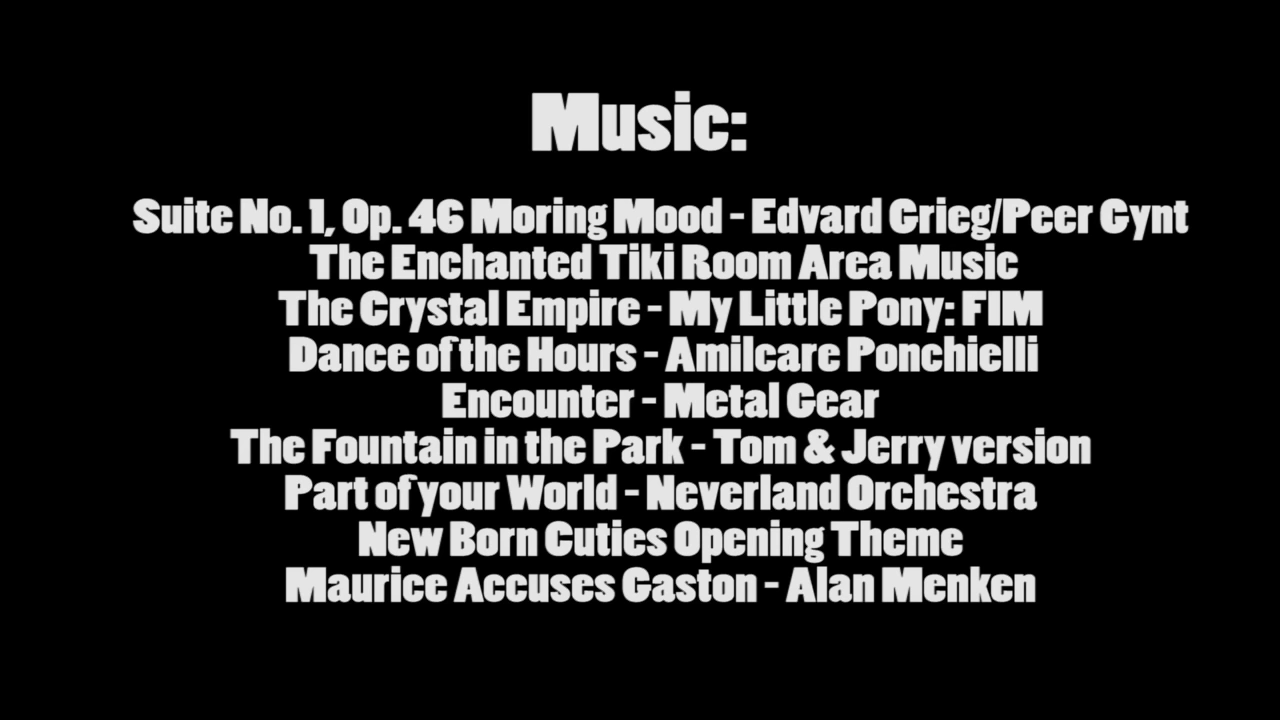 Music:
Suite No. 1, Op. 46 Moring Mood - Edvard Grieg/Peer Gynt
The Enchanted Tiki Room Area Music
The Crystal Empire - My Little Pony: FIM
Dance of the Hours - Amilcare Ponchielli
Encounter - Metal Gear
The Fountain in the Park - Tom & Jerry version
Part of your World - Neverland Orchestra
New Born Cuties Opening Theme
Maurice Accuses Gaston - Alan Menken